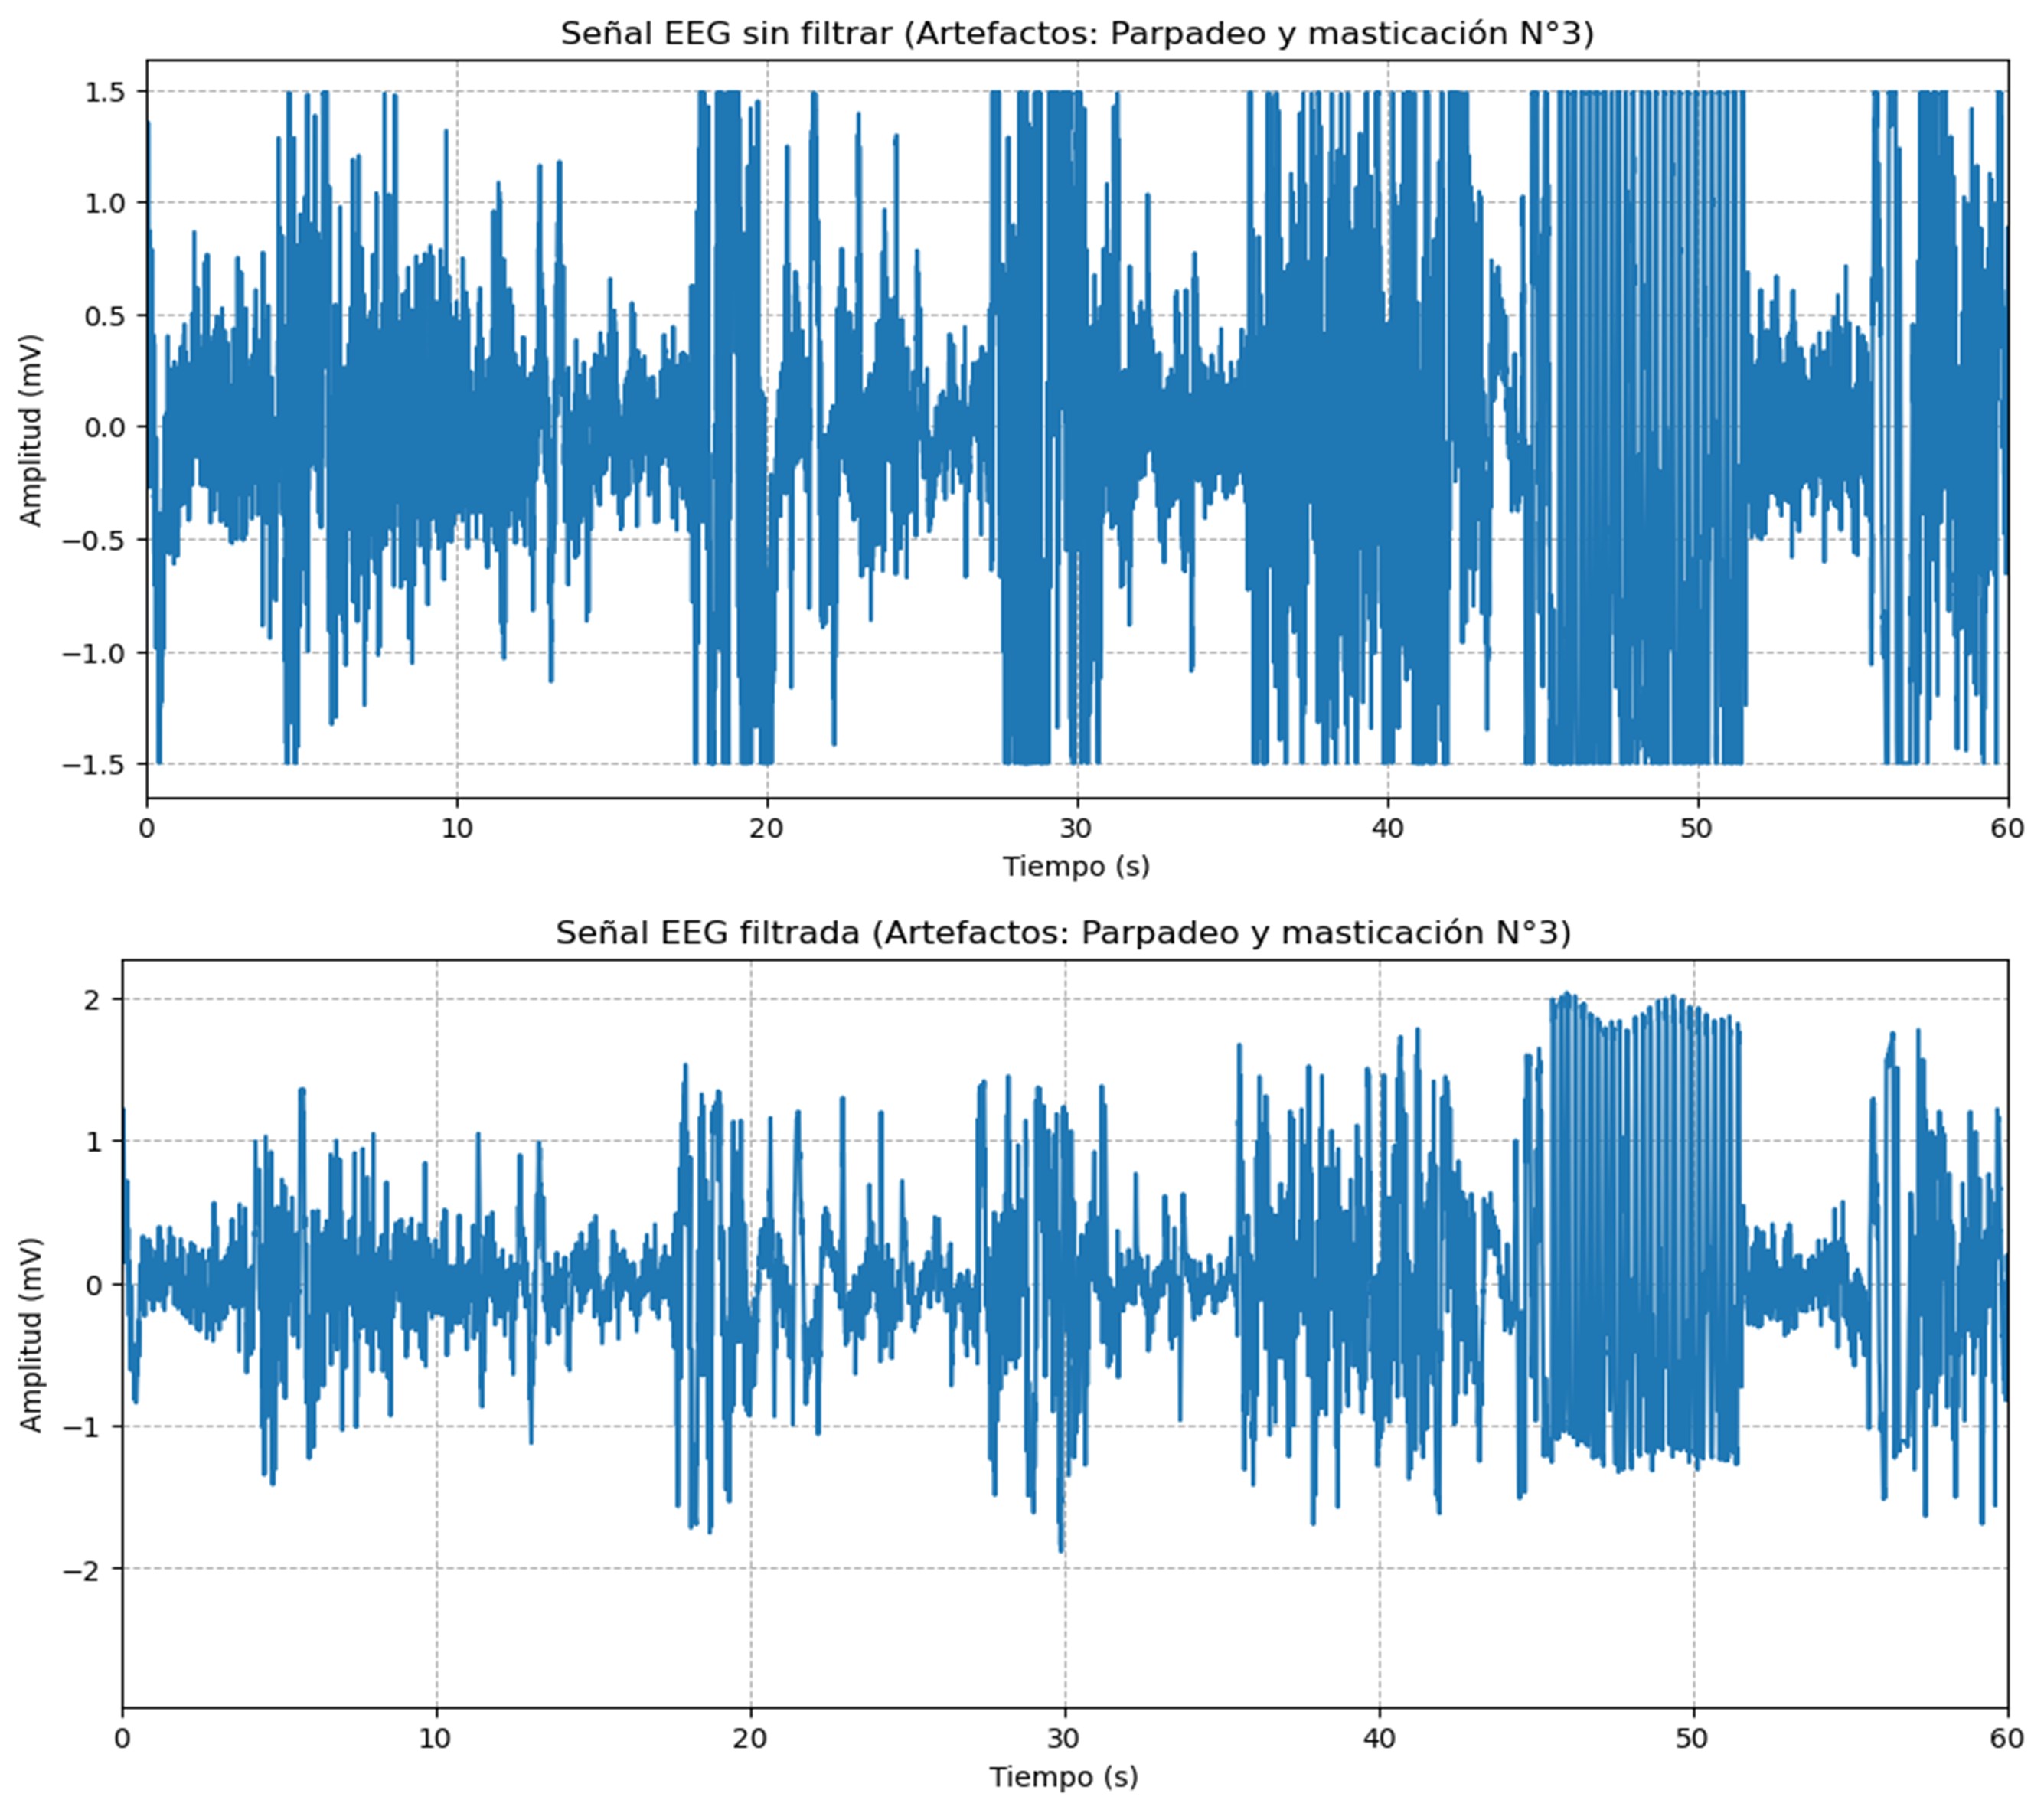 Señal EEG sin filtrar (Artefactos: Parpadeo y masticación N°3)
Amplitud (mV)
1.5
1.0
0.5
0.0
−0.5
−1.0
−1.5
0 10 20 30 40 50 60
Tiempo (s)
Señal EEG filtrada (Artefactos: Parpadeo y masticación N°3)
Amplitud (mV)
2
1
0
−1
−2
0 10 20 30 40 50 60
Tiempo (s)